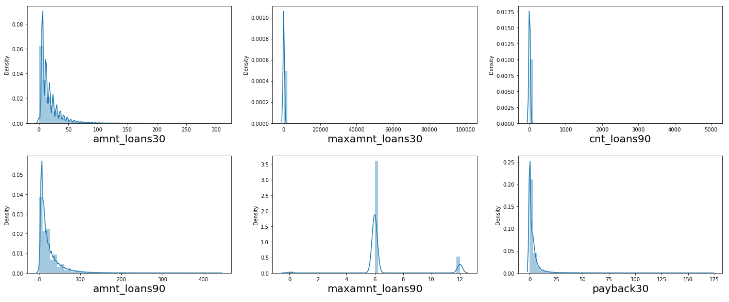 Density
0.08
0.06
0.04
0.02
0.00
0 50 100 150 200 250 300
amnt_loans30
Density
0.0010
0.0008
0.0006
0.0004
0.0002
0.0000
0 20000 40000 60000 80000 100000
maxamnt_loans30
Density
0.0175
0.0150
0.0125
0.0100
0.0075
0.0050
0.0025
0.0000
0 1000 2000 3000 4000 5000
cnt_loans90
Density
0.05
0.04
0.03
0.02
0.01
0.00
0 100 200 300 400
amnt_loans90
Density
3.5
3.0
2.5
2.0
1.5
1.0
0.5
0.0
0 2 4 6 8 10 12
maxamnt_loans90
Density
0.25
0.20
0.15
0.10
0.05
0.00
0 25 50 75 100 125 150 175
payback30